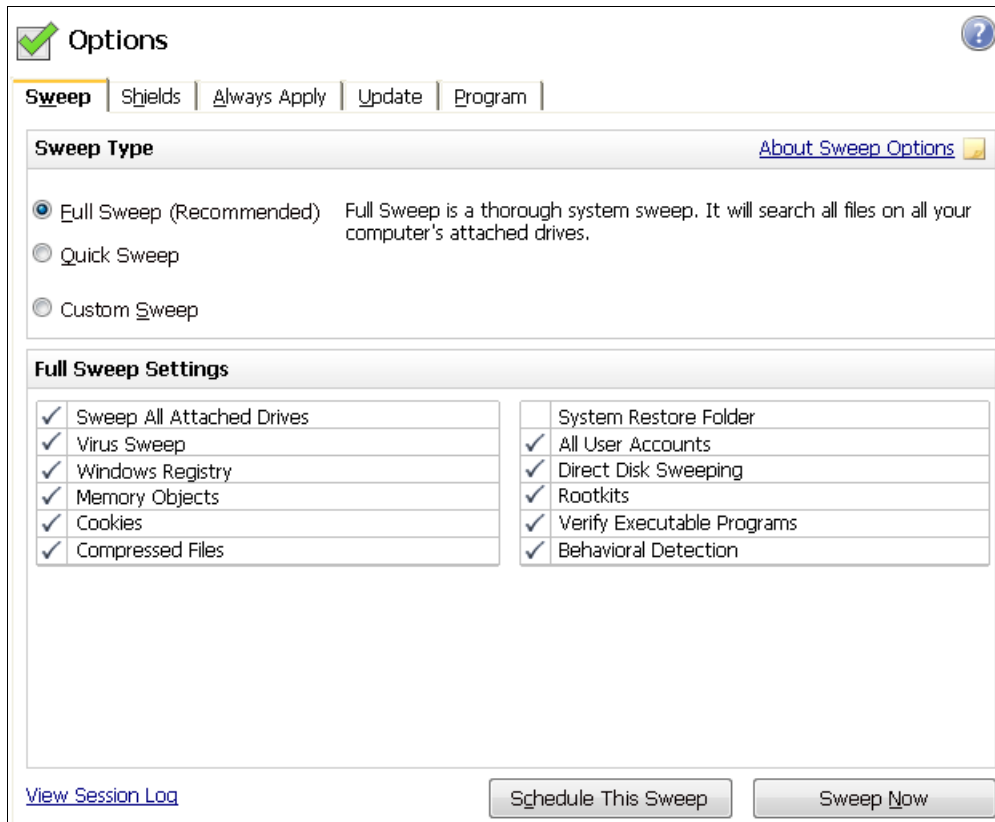 Options
Sweep
Shields
Always Apply
Update
Program
Sweep Type
About Sweep Options
Full Sweep (Recommended)
Full Sweep is a thorough system sweep. It will search all files on all your
computer's attached drives.
Quick Sweep
Custom Sweep
Full Sweep Settings
Sweep All Attached Drives
Virus Sweep
Windows Registry
Memory Objects
Cookies
Compressed Files
System Restore Folder
All User Accounts
Direct Disk Sweeping
Rootkits
Verify Executable Programs
Behavioral Detection
View Session Log
Schedule This Sweep
Sweep Now